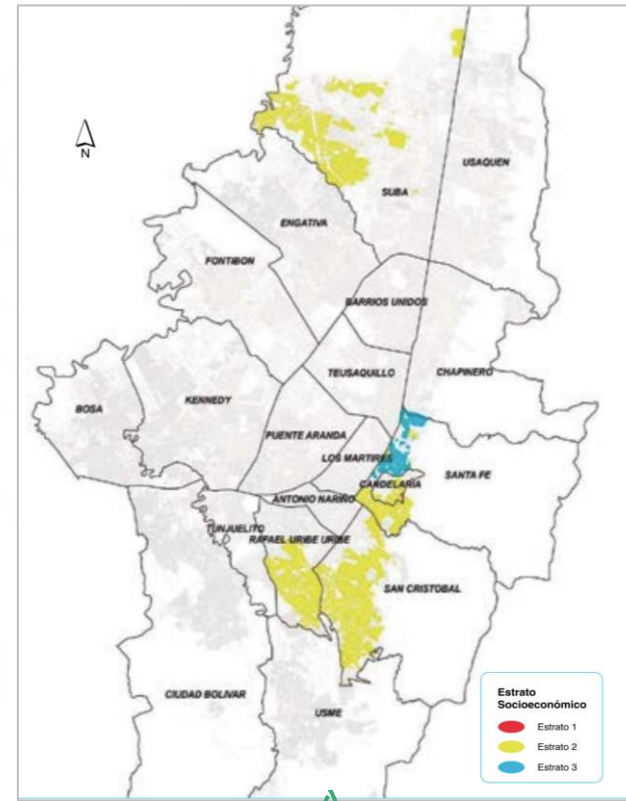 USAQUEN
SUBA
ENGATIVA
FONTIBON
BARRIOS UNIDOS
TEUSAQUILLO
CHAPINERO
BOSA
KENNEDY
PUENTE ARANDA
LOS MARTIRES
SANTA FE
CANDELARIA
ANTONIO NARIÑO
TUNJUELITO
RAFAEL URIBE URIBE
SAN CRISTOBAL
CIUDAD BOLIVAR
USME
N
Estrato
Socioeconómico
Estrato 1
Estrato 2
Estrato 3